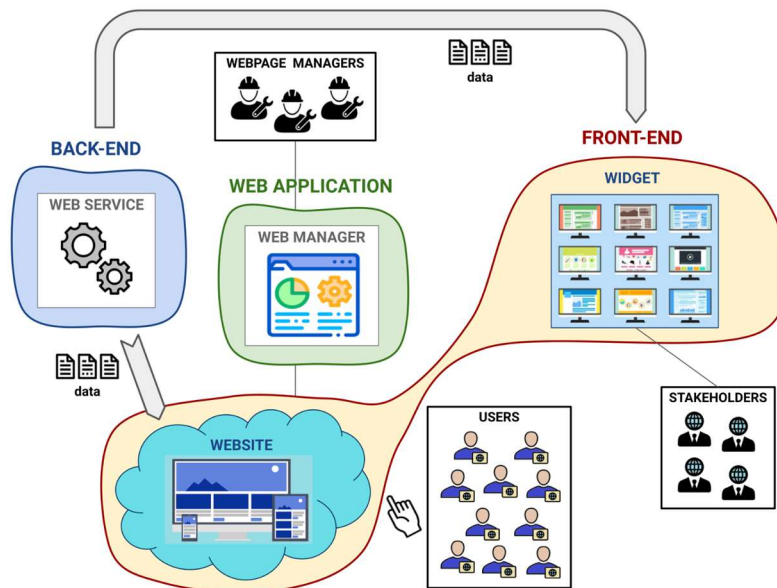 data
WEBPAGE MANAGERS
BACK-END
WEB SERVICE
WEB APPLICATION
WEB MANAGER
FRONT-END
WIDGET
data
WEBSITE
USERS
STAKEHOLDERS